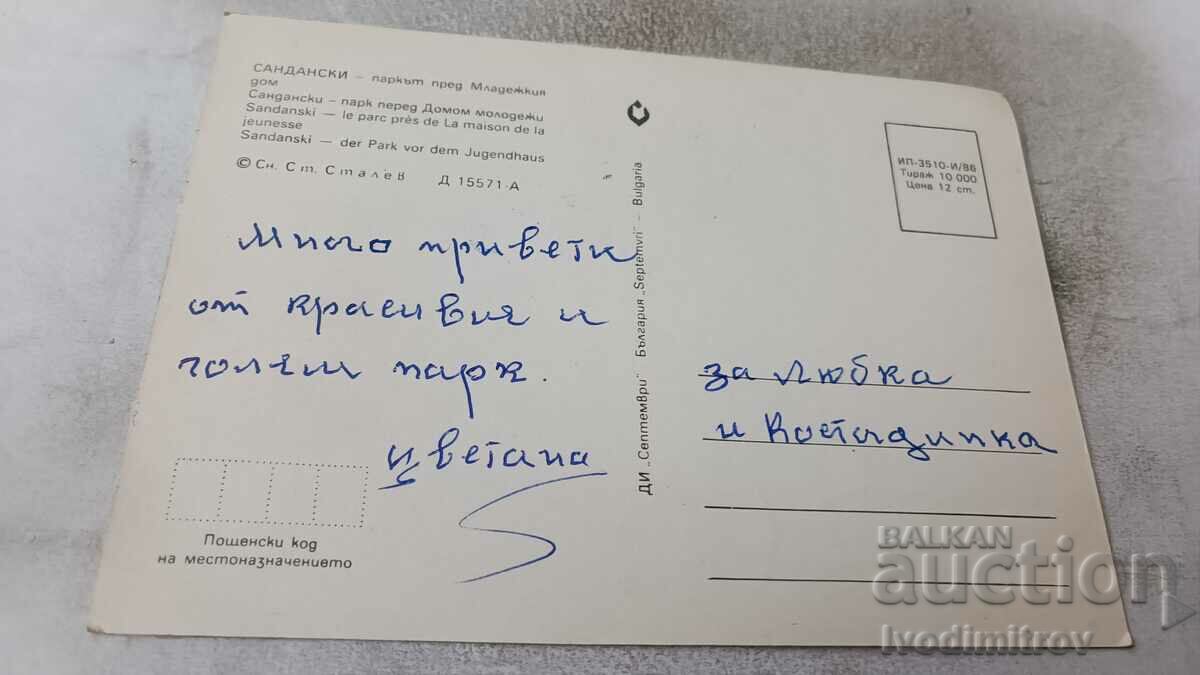 САНДАНСКИ – паркът пред Младежкия
дом
Сандански – парк перед Домом молодежи
Sandanski — le parc près de La maison de la
jeunesse
Sandanski — der Park vor dem Jugendhaus
© Сн. Ст. Сталев Д 15571-А
Много приветк
от красивия и
голям парк.
Цветана
Пощенски код
на местоназначението
ДИ „Септември" България „Septemvri" – Bulgaria
ИП-3510-И/86
Тираж 10 000
Цена 12 ст.
за Любка
и Костадинка
BALKAN
auction
Ivodimitrov